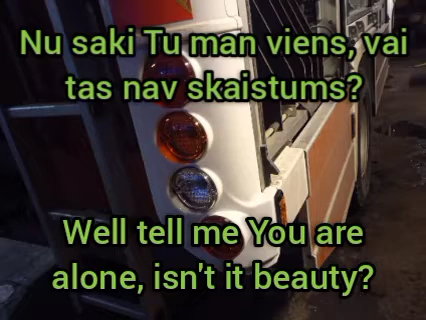 Nu saki Tu man viens, vai
tas nav skaistums?
Well tell me You are
alone, isn't it beauty?